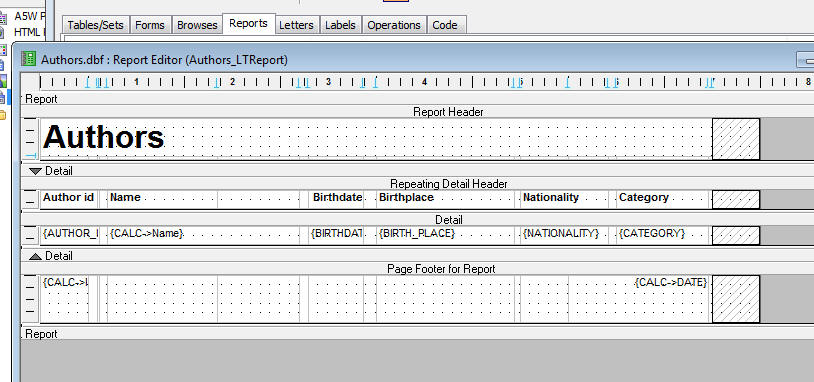 A5W P
HTML F
Tables/Sets Forms Browses Reports Letters Labels Operations Code
Authors.dbf : Report Editor (Authors_LTReport)
1 2 3 4 5 6 7 8
Report
Report Header
Authors
Detail
Repeating Detail Header
Author id Name Birthdate Birthplace Nationality Category
Detail
{AUTHOR_I {CALC->Name} {BIRTHDAT {BIRTH_PLACE} {NATIONALITY} {CATEGORY}
Detail
Page Footer for Report
{CALC-> {CALC->DATE}
Report